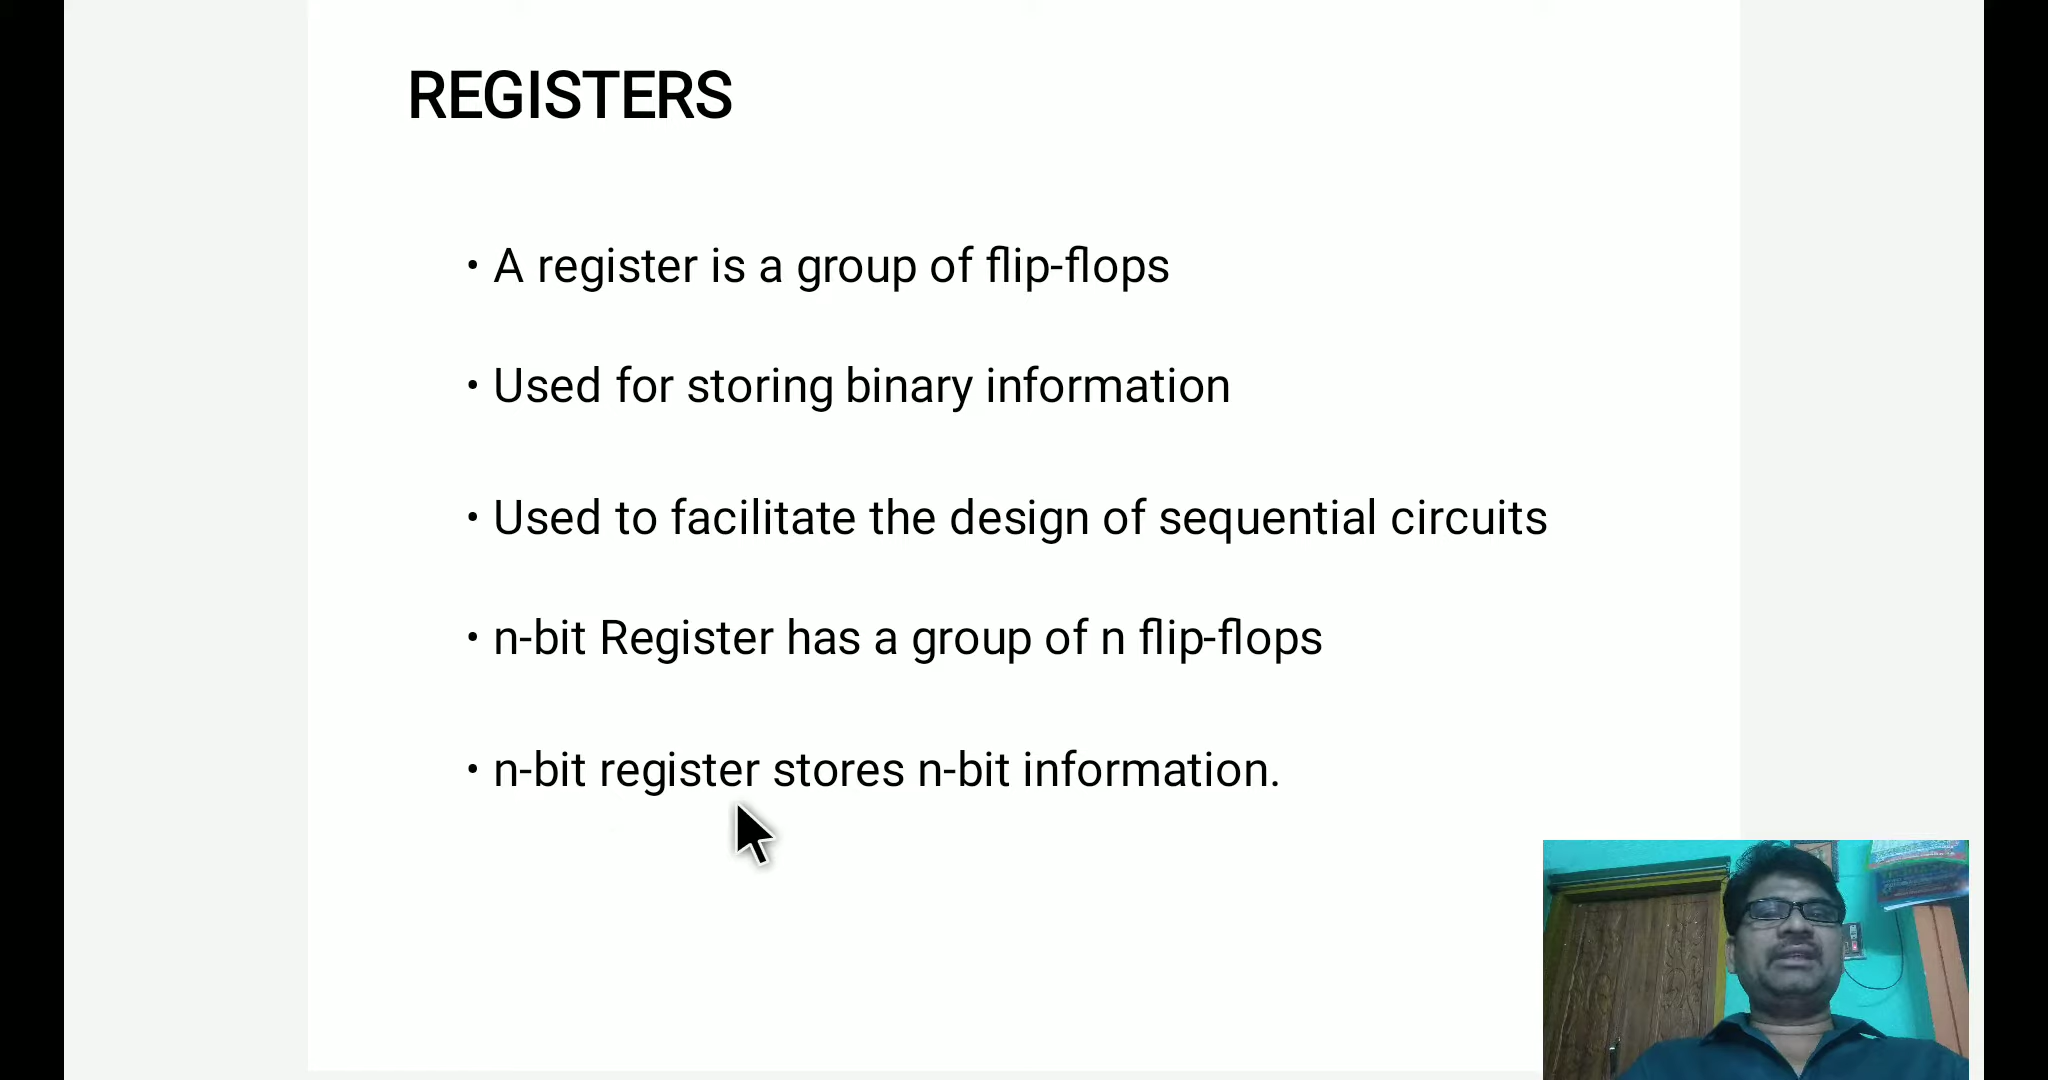 REGISTERS
• A register is a group of flip-flops
• Used for storing binary information
• Used to facilitate the design of sequential circuits
• n-bit Register has a group of n flip-flops
• n-bit register stores n-bit information.